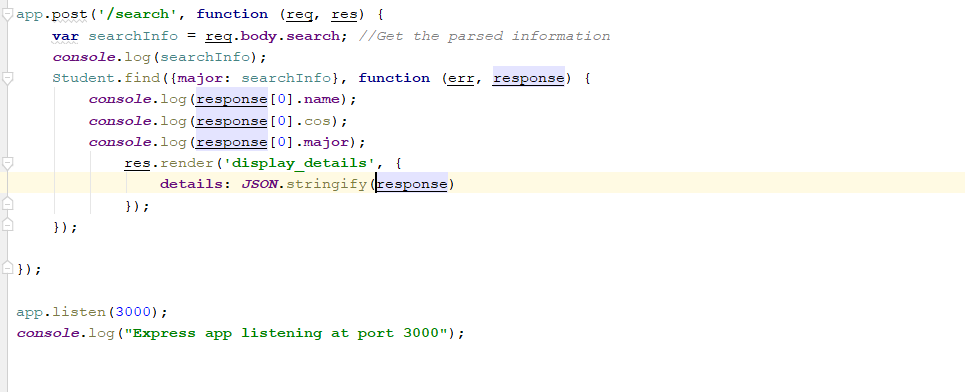 app.post('/search', function (req, res) {
    var searchInfo = req.body.search; //Get the parsed information
    console.log(searchInfo);
    Student.find({major: searchInfo}, function (err, response) {
        console.log(response[0].name);
        console.log(response[0].cos);
        console.log(response[0].major);
            res.render('display_details', {
                details: JSON.stringify(response)
            });
    });

});

app.listen(3000);
console.log("Express app listening at port 3000");